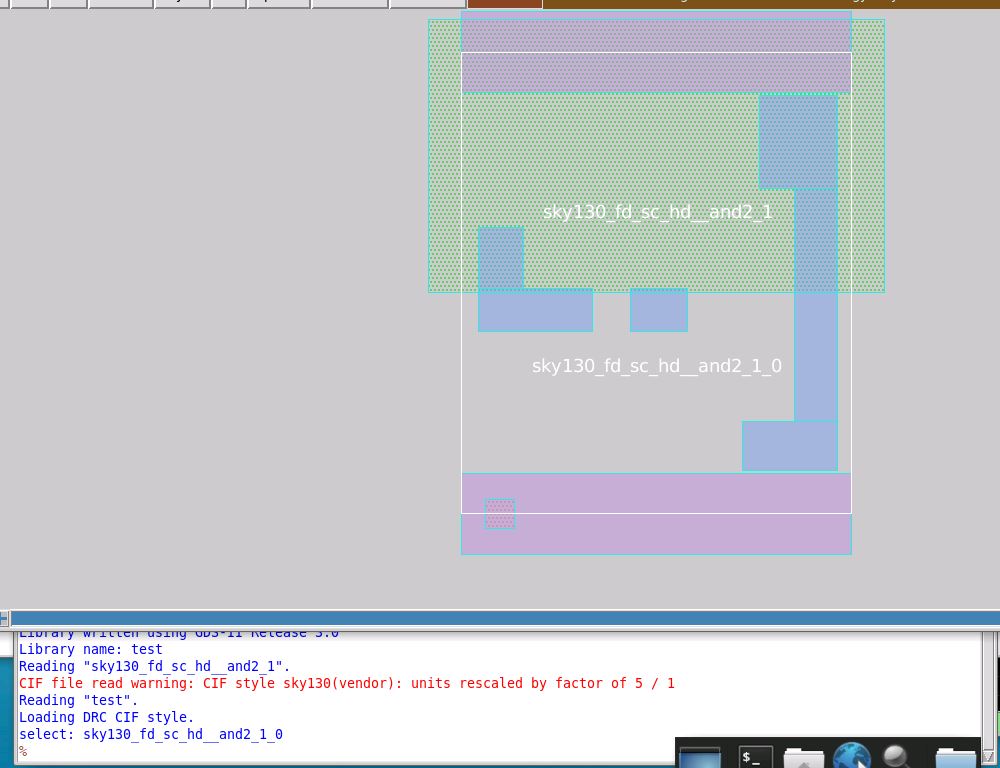 sky130_fd_sc_hd__and2_1
sky130_fd_sc_hd__and2_1_0
Library written using GDS-II Release 3.0
Library name: test
Reading "sky130_fd_sc_hd__and2_1".
CIF file read warning: CIF style sky130(vendor): units rescaled by factor of 5 / 1
Reading "test".
Loading DRC CIF style.
select: sky130_fd_sc_hd__and2_1_0
%
$_